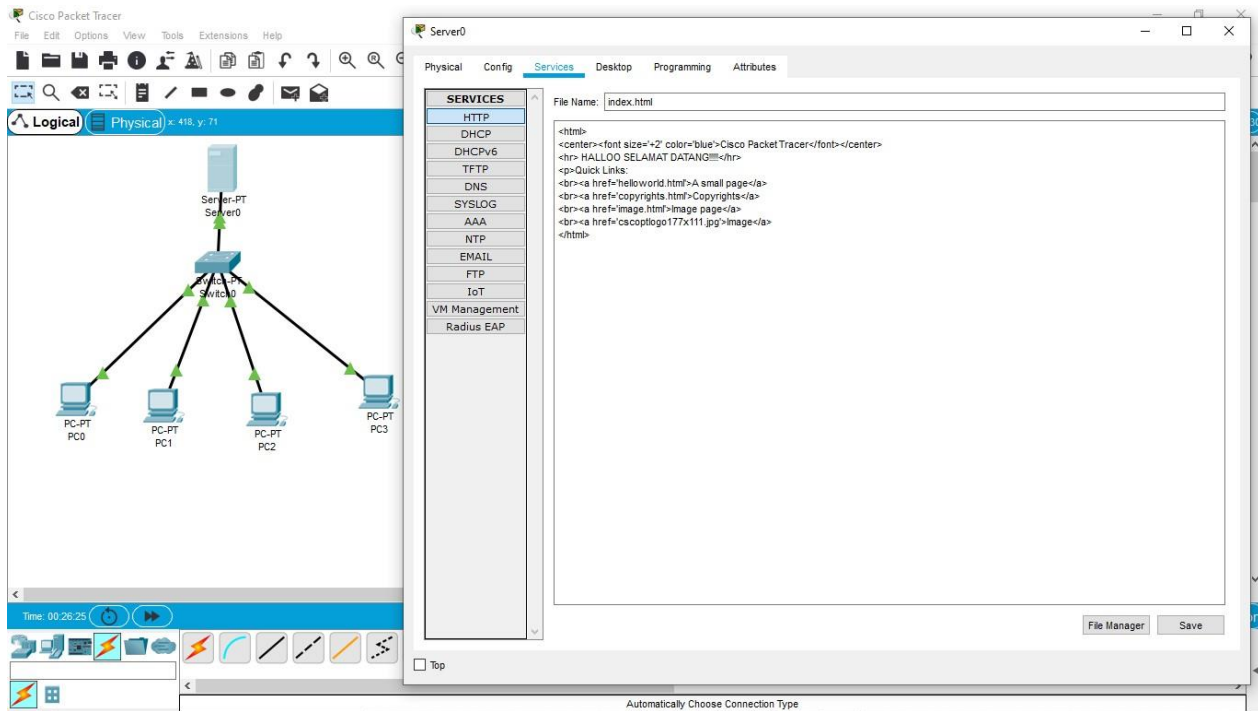 Cisco Packet Tracer
File Edit Options View Tools Extensions Help
Logical
Physical
x: 418, y: 71
Server-PT
Server0
Switch-PT
Switch0
PC-PT
PC0
PC-PT
PC1
PC-PT
PC2
PC-PT
PC3
Time: 00:26:25
Automatically Choose Connection Type
Server0
Physical Config Services Desktop Programming Attributes
SERVICES
HTTP
DHCP
DHCPv6
TFTP
DNS
SYSLOG
AAA
NTP
EMAIL
FTP
IoT
VM Management
Radius EAP
File Name: index.html
<html>
<center><font size='+2' color='blue'>Cisco Packet Tracer</font></center>
<hr> HALLOO SELAMAT DATANG!!!!</hr>
<p>Quick Links:
<br><a href='helloworld.html'>A small page</a>
<br><a href='copyrights.html'>Copyrights</a>
<br><a href='image.html'>Image page</a>
<br><a href='cscoptlogo177x111.jpg'>Image</a>
</html>
File Manager Save
Top